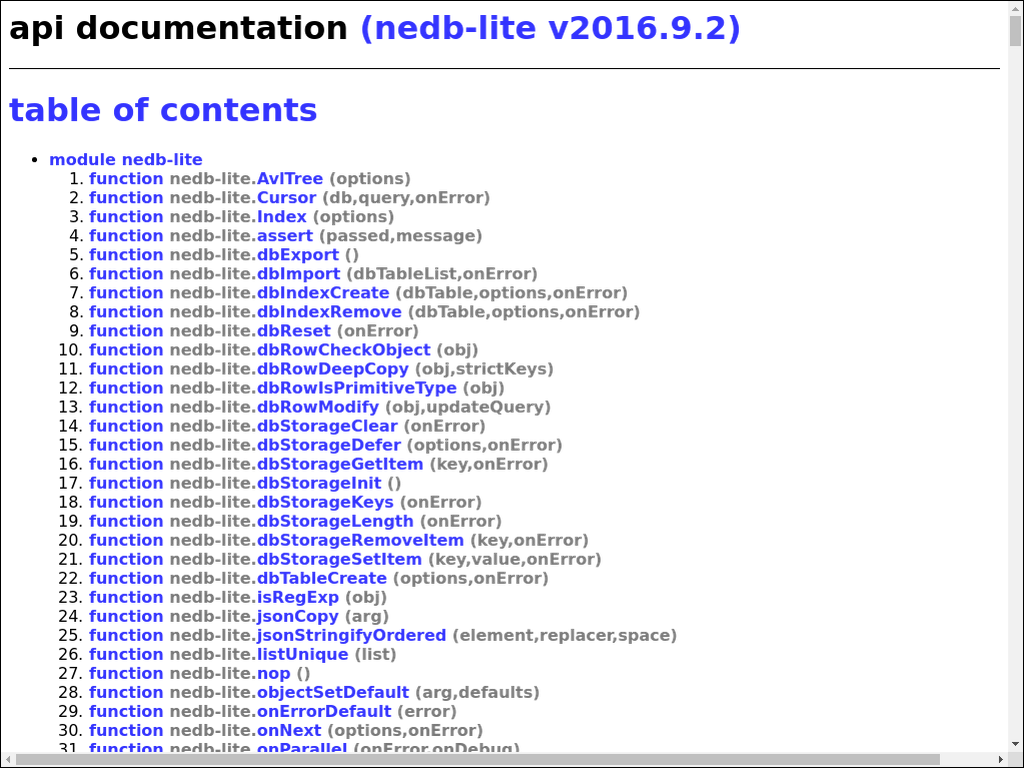 api documentation (nedb-lite v2016.9.2)
table of contents
• module nedb-lite
1. function nedb-lite.AvlTree (options)
2. function nedb-lite.Cursor (db,query,onError)
3. function nedb-lite.Index (options)
4. function nedb-lite.assert (passed,message)
5. function nedb-lite.dbExport ()
6. function nedb-lite.dbImport (dbTableList,onError)
7. function nedb-lite.dbIndexCreate (dbTable,options,onError)
8. function nedb-lite.dbIndexRemove (dbTable,options,onError)
9. function nedb-lite.dbReset (onError)
10. function nedb-lite.dbRowCheckObject (obj)
11. function nedb-lite.dbRowDeepCopy (obj,strictKeys)
12. function nedb-lite.dbRowIsPrimitiveType (obj)
13. function nedb-lite.dbRowModify (obj,updateQuery)
14. function nedb-lite.dbStorageClear (onError)
15. function nedb-lite.dbStorageDefer (options,onError)
16. function nedb-lite.dbStorageGetItem (key,onError)
17. function nedb-lite.dbStorageInit ()
18. function nedb-lite.dbStorageKeys (onError)
19. function nedb-lite.dbStorageLength (onError)
20. function nedb-lite.dbStorageRemoveItem (key,onError)
21. function nedb-lite.dbStorageSetItem (key,value,onError)
22. function nedb-lite.dbTableCreate (options,onError)
23. function nedb-lite.isRegExp (obj)
24. function nedb-lite.jsonCopy (arg)
25. function nedb-lite.jsonStringifyOrdered (element,replacer,space)
26. function nedb-lite.listUnique (list)
27. function nedb-lite.nop ()
28. function nedb-lite.objectSetDefault (arg,defaults)
29. function nedb-lite.onErrorDefault (error)
30. function nedb-lite.onNext (options,onError)
31. function nedb-lite.onParallel (onError,onDebug)